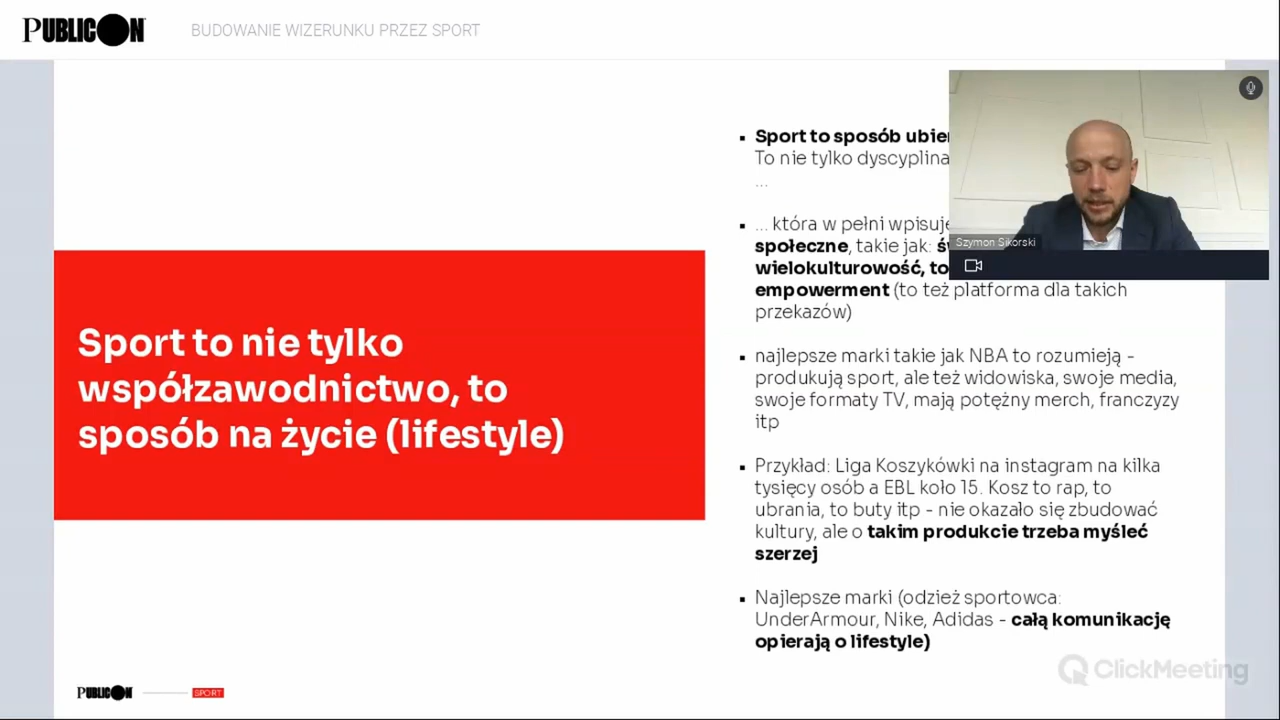 PUBLICON
BUDOWANIE WIZERUNKU PRZEZ SPORT
Sport to nie tylko
współzawodnictwo, to
sposób na życie (lifestyle)
Sport to sposób
To nie tylko dyscyplina
...
... która w pełni wpisuje
społeczne, takie jak:
wielokulturowość,
empowerment (to też platforma dla takich
przekazów)
najlepsze marki takie jak NBA to rozumieją -
produkują sport, ale też widowiska, swoje media,
swoje formaty TV, mają potężny merch, franczyzy
itp
Przykład: Liga Koszykówki na instagram na kilka
tysięcy osób a EBL koło 15. Kosz to rap, to
ubrania, to buty itp - nie okazało się zbudować
kultury, ale o takim produkcie trzeba myśleć
szerzej
Najlepsze marki (odzież sportowca:
UnderArmour, Nike, Adidas - całą komunikację
opierają o lifestyle)
Szymon Sikorski
PUBLICON
SPORT
ClickMeeting